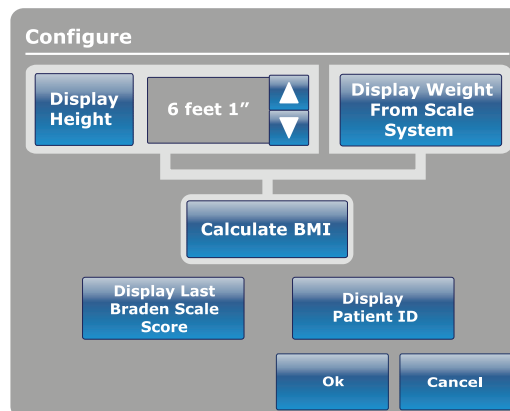 Configure
Display
Height
6 feet 1”
Display Weight
From Scale
System
Calculate BMI
Display Last
Braden Scale
Score
Display
Patient ID
Ok
Cancel